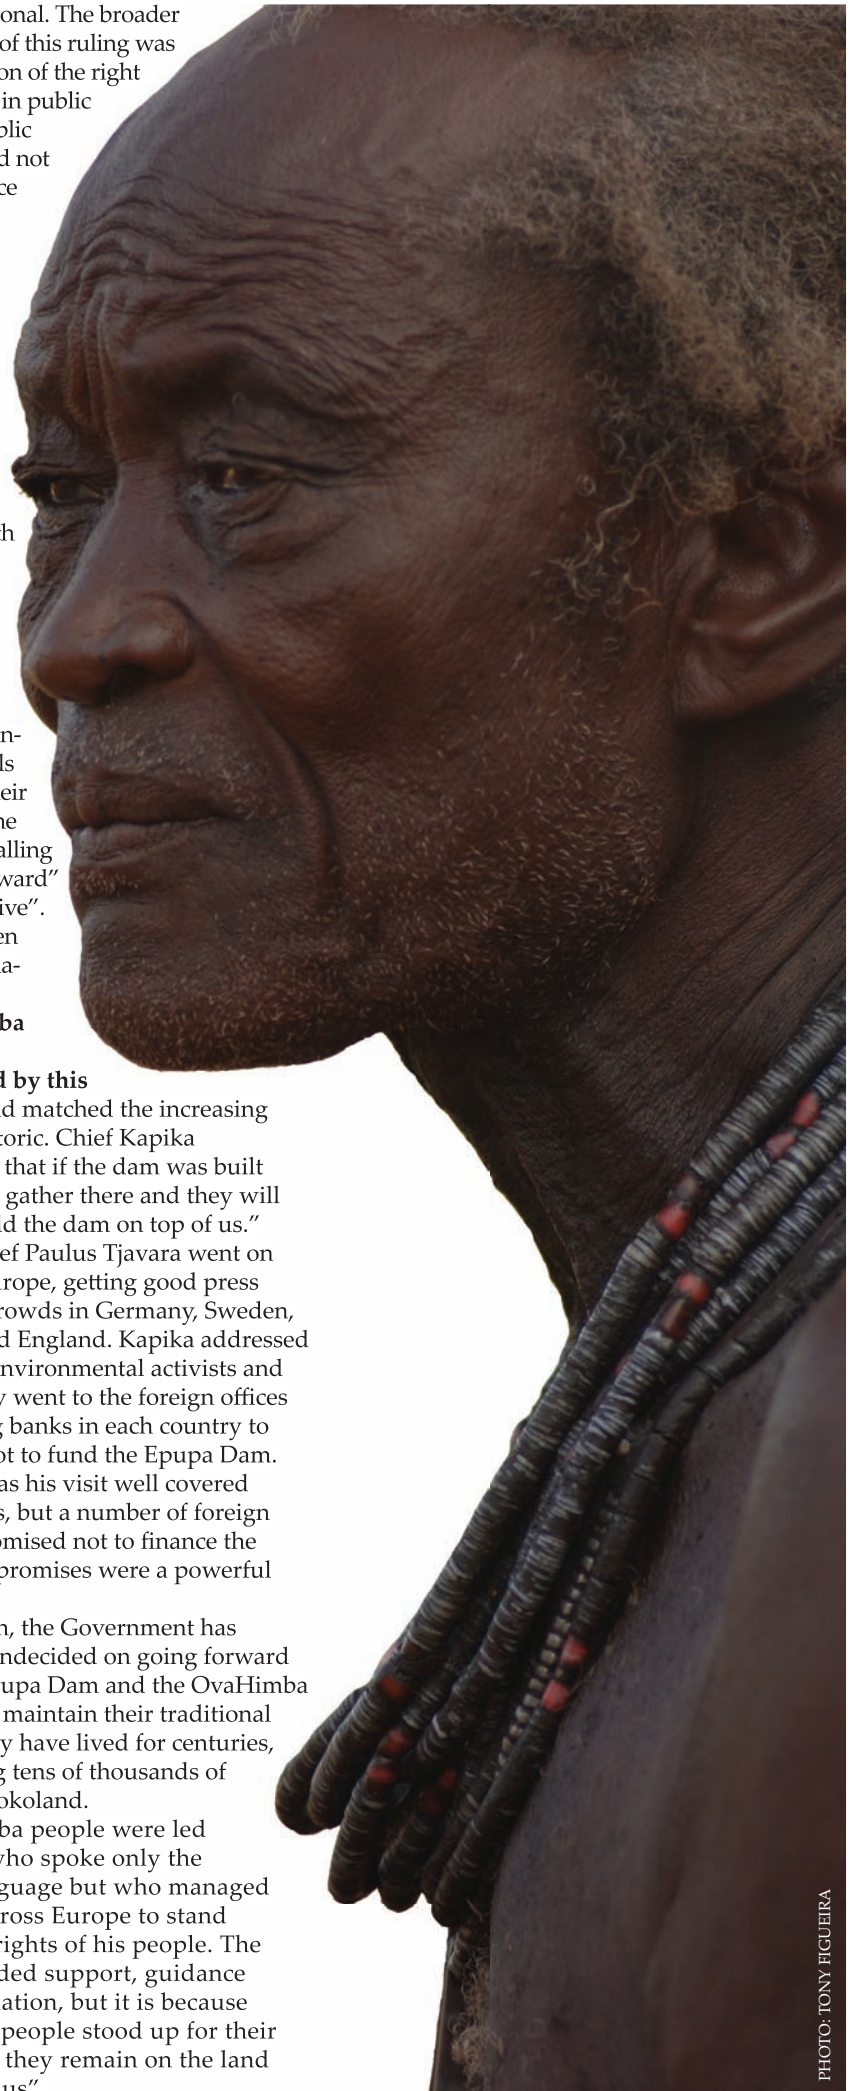 onal. The broader
of this ruling was
on of the right
in public
blic
d not
ce
th
n-
ls
eir
he
alling
ward”
ive”.
en
a-
ba
d by this
nd matched the increasing
toric. Chief Kapika
that if the dam was built
gather there and they will
ld the dam on top of us.”
ef Paulus Tjavara went on
urope, getting good press
rowds in Germany, Sweden,
d England. Kapika addressed
nvironmental activists and
y went to the foreign offices
g banks in each country to
ot to fund the Epupa Dam.
as his visit well covered
s, but a number of foreign
omised not to finance the
promises were a powerful
n, the Government has
ndecided on going forward
upa Dam and the OvaHimba
maintain their traditional
y have lived for centuries,
g tens of thousands of
okoland.
ba people were led
who spoke only the
guage but who managed
ross Europe to stand
rights of his people. The
ded support, guidance
ation, but it is because
people stood up for their
they remain on the land
us”
PHOTO: TONY FIGUEIRA